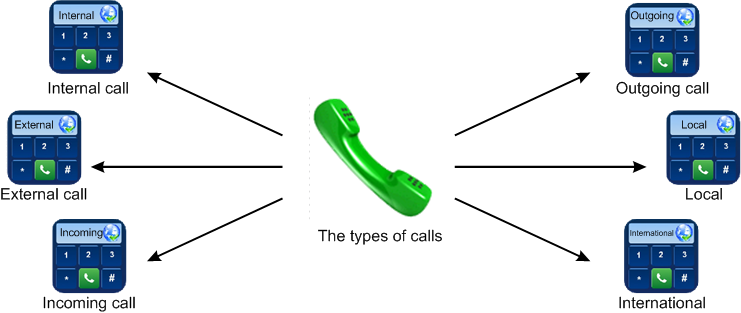 Internal
1 2 3
* #
Internal call
External
1 2 3
* #
External call
Incoming
1 2 3
* #
Incoming call
The types of calls
Outgoing
1 2 3
* #
Outgoing call
Local
1 2 3
* #
Local
International
1 2 3
* #
International